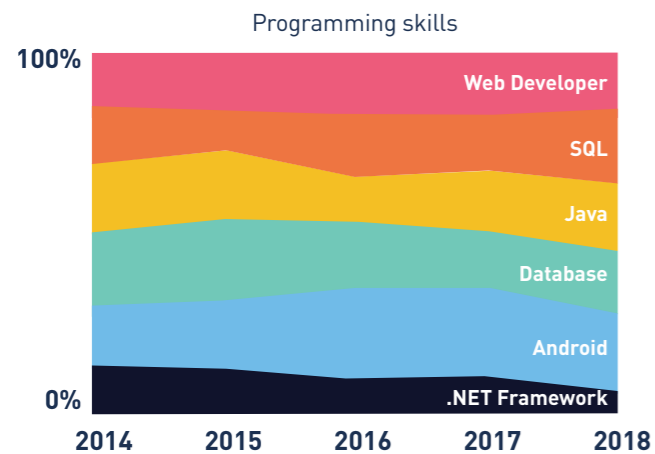 Programming skills
100%
Web Developer
SQL
Java
Database
Android
.NET Framework
0%
2014 2015 2016 2017 2018